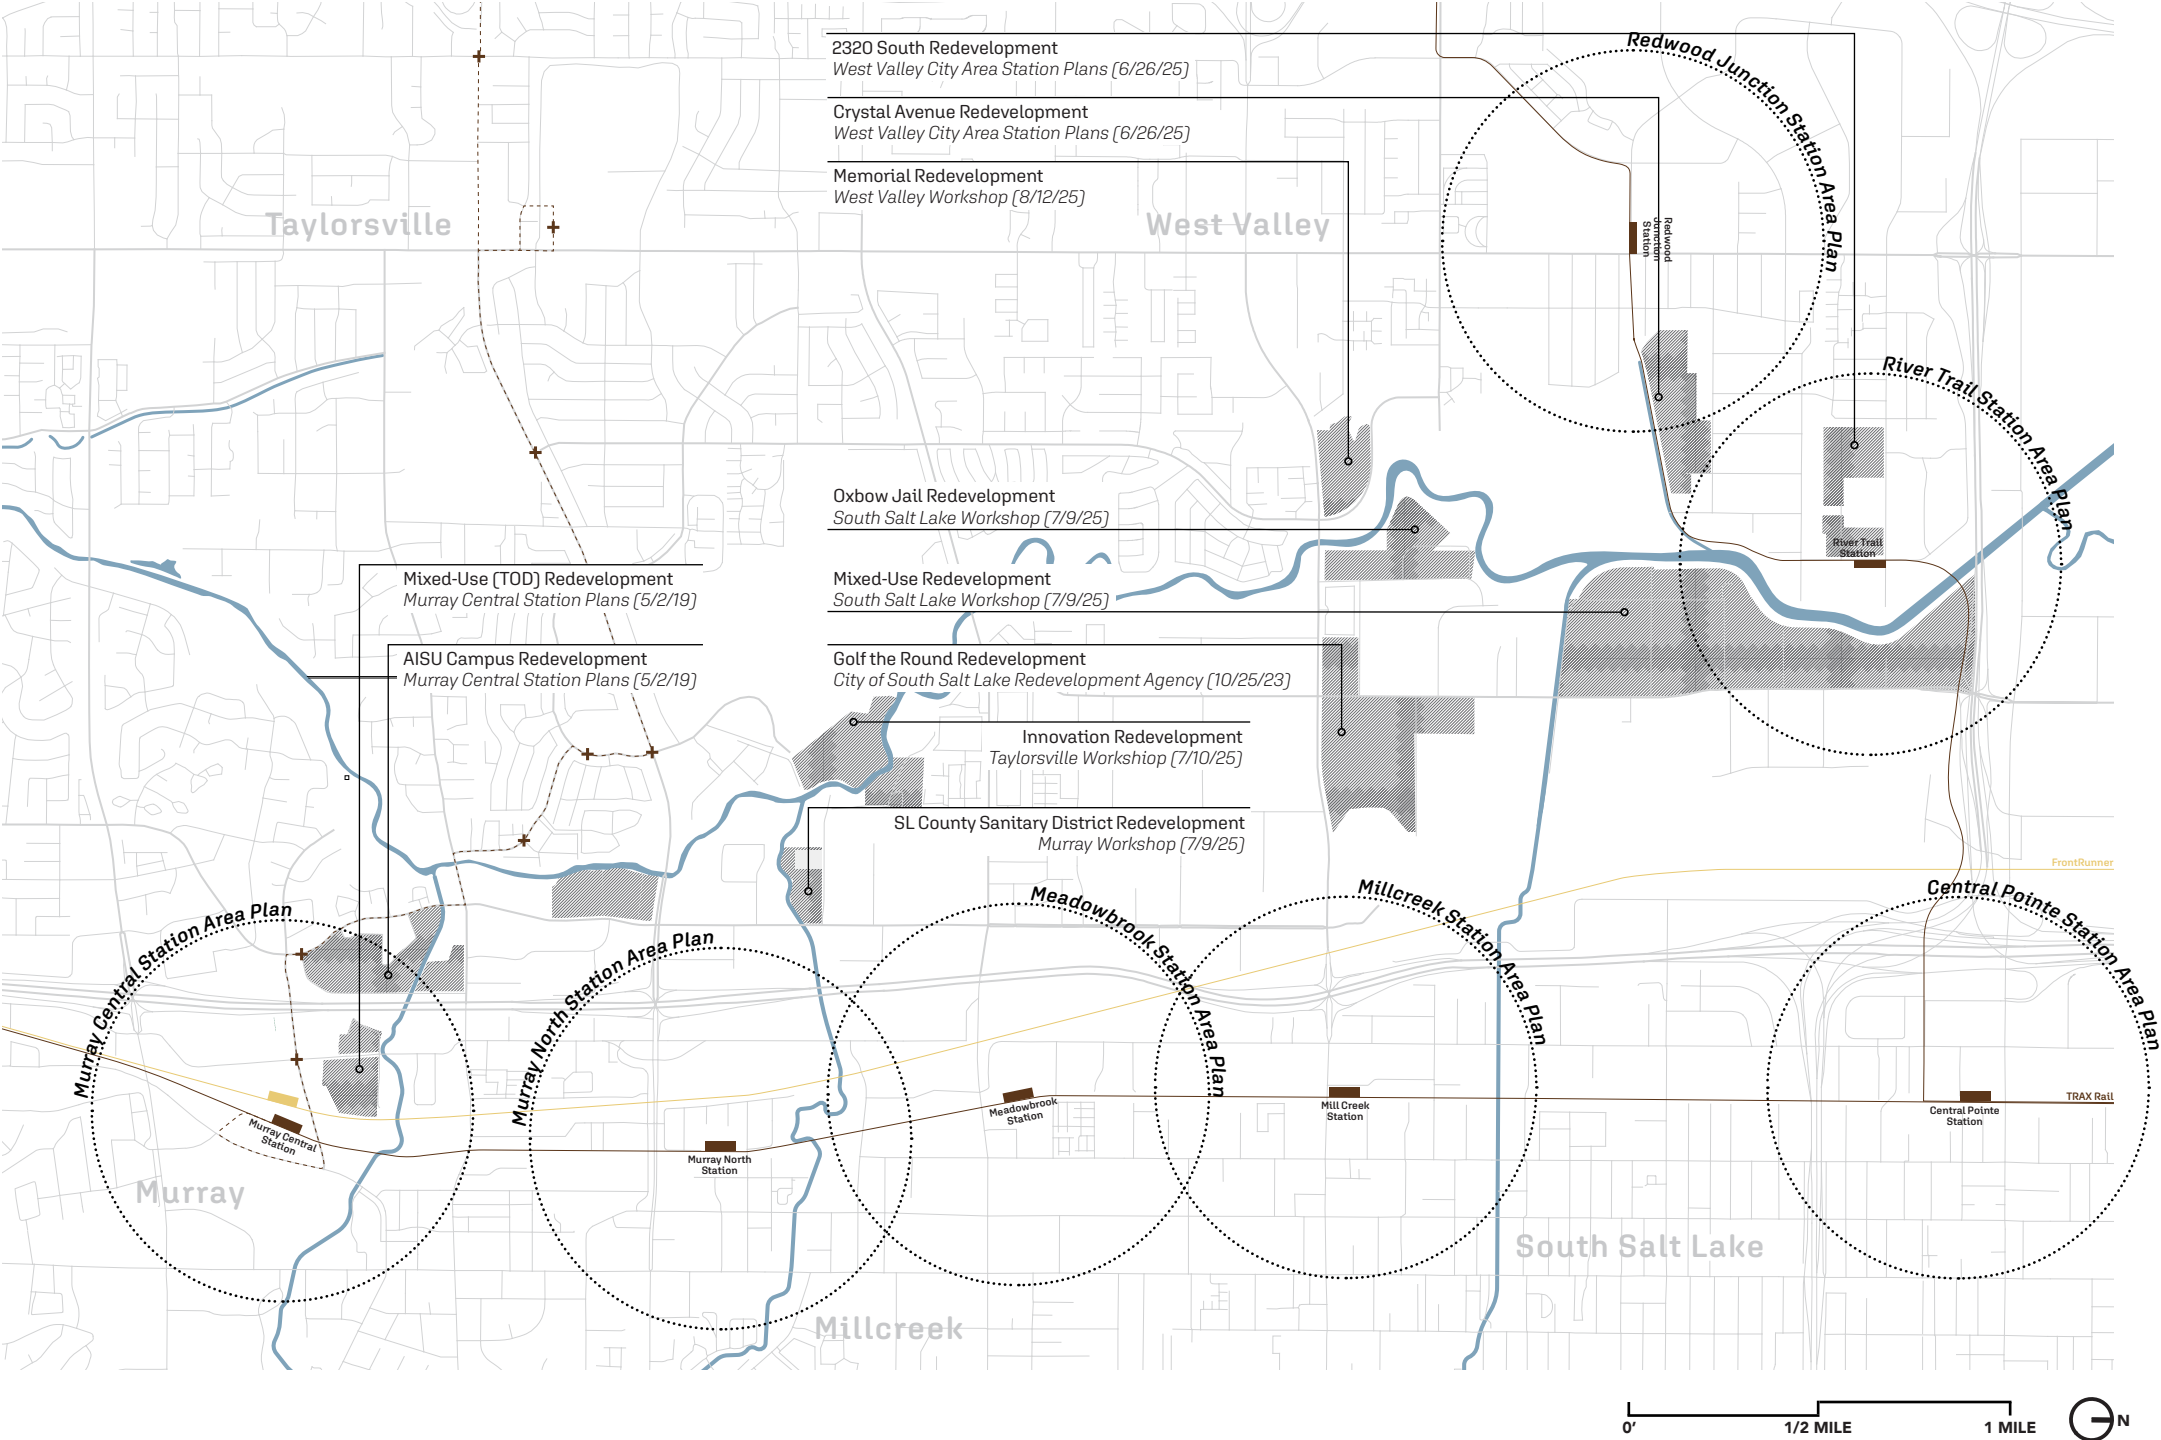 2320 South Redevelopment
West Valley City Area Station Plans (6/26/25)
Crystal Avenue Redevelopment
West Valley City Area Station Plans (6/26/25)
Memorial Redevelopment
West Valley Workshop (8/12/25)
Redwood Junction Station Area Plan
Taylorsville
West Valley
Redwood
Junction
Station
River Trail Station Area Plan
Oxbow Jail Redevelopment
South Salt Lake Workshop (7/9/25)
River Trail
Station
Mixed-Use (TOD) Redevelopment
Murray Central Station Plans (5/2/19)
Mixed-Use Redevelopment
South Salt Lake Workshop (7/9/25)
AISU Campus Redevelopment
Murray Central Station Plans (5/2/19)
Golf the Round Redevelopment
City of South Salt Lake Redevelopment Agency (10/25/23)
Innovation Redevelopment
Taylorsville Workshiop (7/10/25)
SL County Sanitary District Redevelopment
Murray Workshop (7/9/25)
FrontRunner
Murray Central Station Area Plan
Murray North Station Area Plan
Meadowbrook Station Area Plan
Millcreek Station Area Plan
Central Pointe Station Area Plan
Murray Central
Station
Murray North
Station
Meadowbrook
Station
Mill Creek
Station
Central Pointe
Station
TRAX Rail
Murray
South Salt Lake
Millcreek
0'
1/2 MILE
1 MILE
N